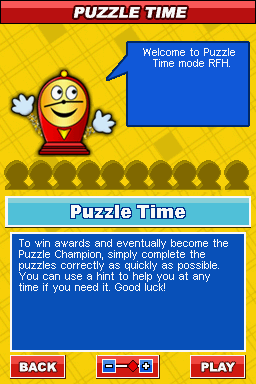 PUZZLE TIME
Welcome to Puzzle
Time mode RFH.
Puzzle Time
To win awards and eventually become the
Puzzle Champion, simply complete the
puzzles correctly as quickly as possible.
You can use a hint to help you at any
time if you need it. Good luck!
BACK
PLAY